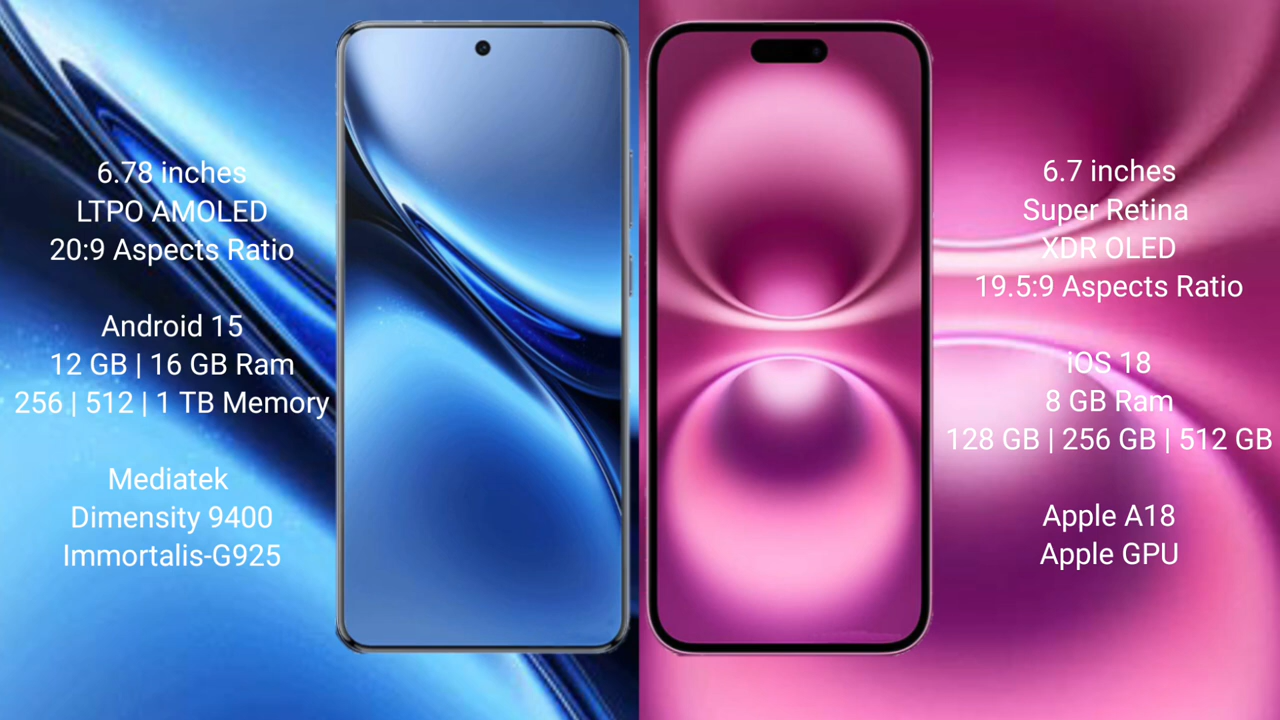 6.78 inches
LTPO AMOLED
20:9 Aspects Ratio
Android 15
12 GB | 16 GB Ram
256 | 512 | 1 TB Memory
Mediatek
Dimensity 9400
Immortalis-G925
6.7 inches
Super Retina
XDR OLED
19.5:9 Aspects Ratio
iOS 18
8 GB Ram
128 GB | 256 GB | 512 GB
Apple A18
Apple GPU